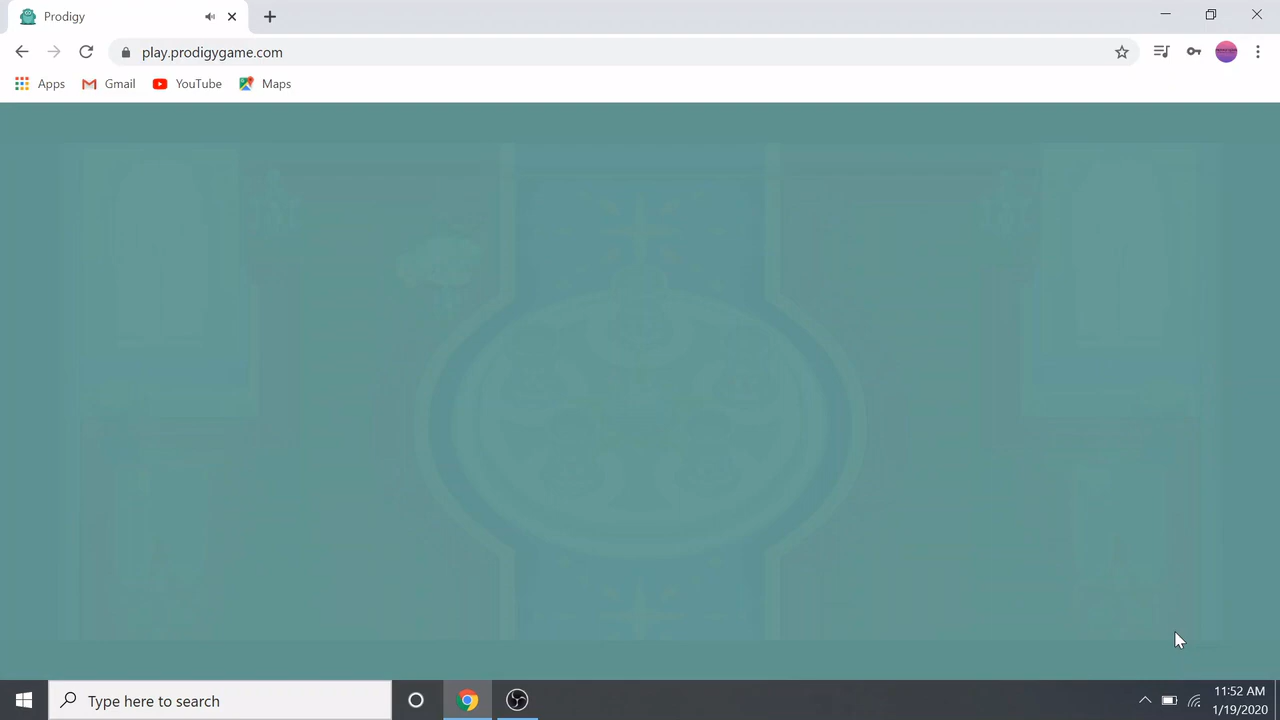 Prodigy
play.prodigygame.com
Apps Gmail YouTube Maps
Type here to search
11:52 AM
1/19/2020